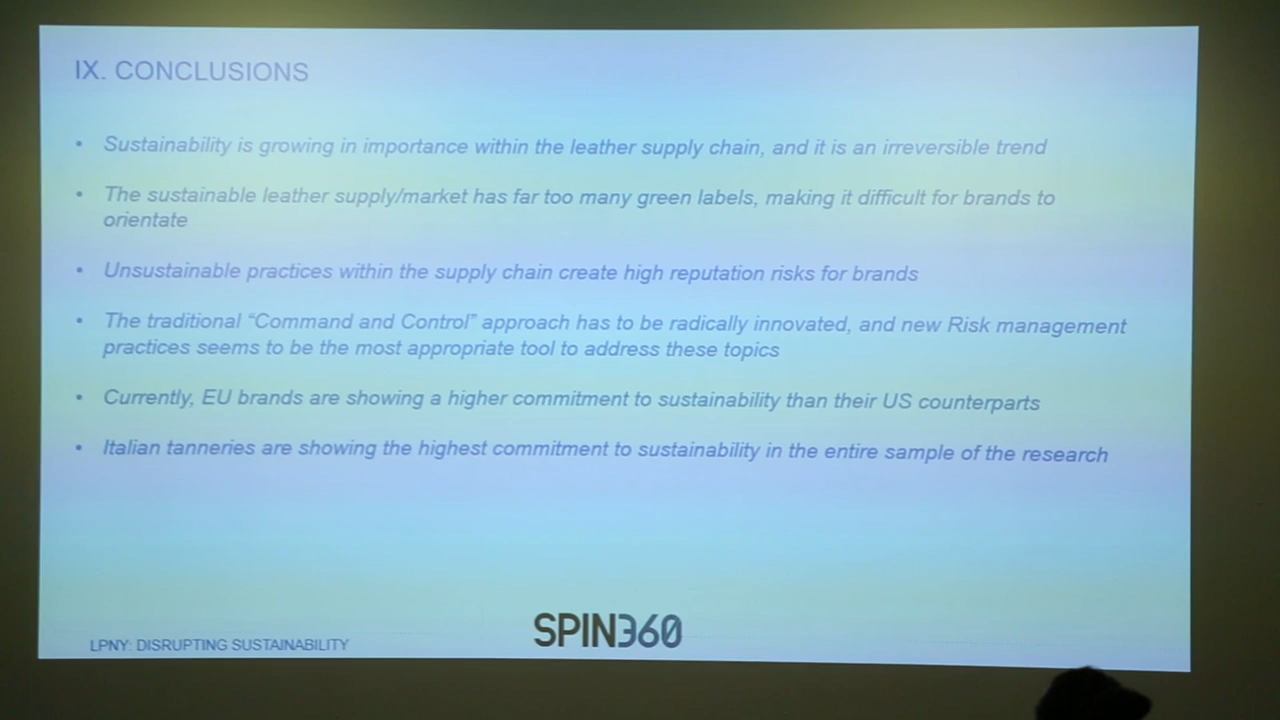 IX. CONCLUSIONS
• Sustainability is growing in importance within the leather supply chain, and it is an irreversible trend
• The sustainable leather supply/market has far too many green labels, making it difficult for brands to
orientate
• Unsustainable practices within the supply chain create high reputation risks for brands
• The traditional “Command and Control” approach has to be radically innovated, and new Risk management
practices seems to be the most appropriate tool to address these topics
• Currently, EU brands are showing a higher commitment to sustainability than their US counterparts
• Italian tanneries are showing the highest commitment to sustainability in the entire sample of the research
SPIN360
LPNY: DISRUPTING SUSTAINABILITY